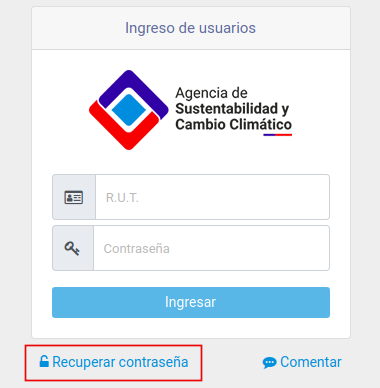 Ingreso de usuarios
Agencia de
Sustentabilidad y
Cambio Climático
R.U.T.
Contraseña
Ingresar
Recuperar contraseña
Comentar